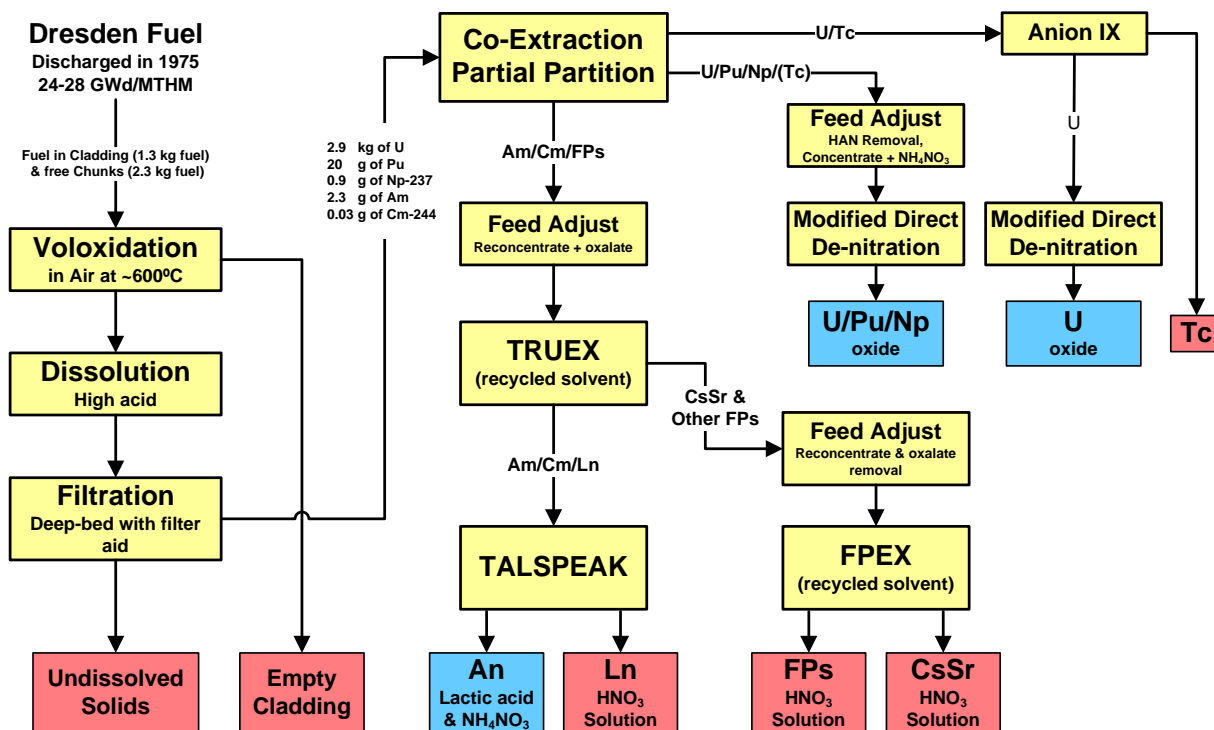 Dresden Fuel
Discharged in 1975
24-28 GWd/MTHM
Fuel in Cladding (1.3 kg fuel)
& free Chunks (2.3 kg fuel)
Voloxidation
in Air at ~600ºC
Dissolution
High acid
Filtration
Deep-bed with filter
aid
Undissolved
Solids
Empty
Cladding
2.9 kg of U
20 g of Pu
0.9 g of Np-237
2.3 g of Am
0.03 g of Cm-244
Co-Extraction
Partial Partition
U/Tc
U/Pu/Np/(Tc)
Am/Cm/FPs
Feed Adjust
Reconcentrate + oxalate
TRUEX
(recycled solvent)
Am/Cm/Ln
TALSPEAK
An
Lactic acid
& NH₄NO₃
Ln
HNO₃
Solution
CsSr &
Other FPs
Feed Adjust
Reconcentrate & oxalate
removal
FPEX
(recycled solvent)
FPs
HNO₃
Solution
CsSr
HNO₃
Solution
Feed Adjust
HAN Removal,
Concentrate + NH₄NO₃
Modified Direct
De-nitration
U/Pu/Np
oxide
Anion IX
U
Modified Direct
De-nitration
U
oxide
Tc